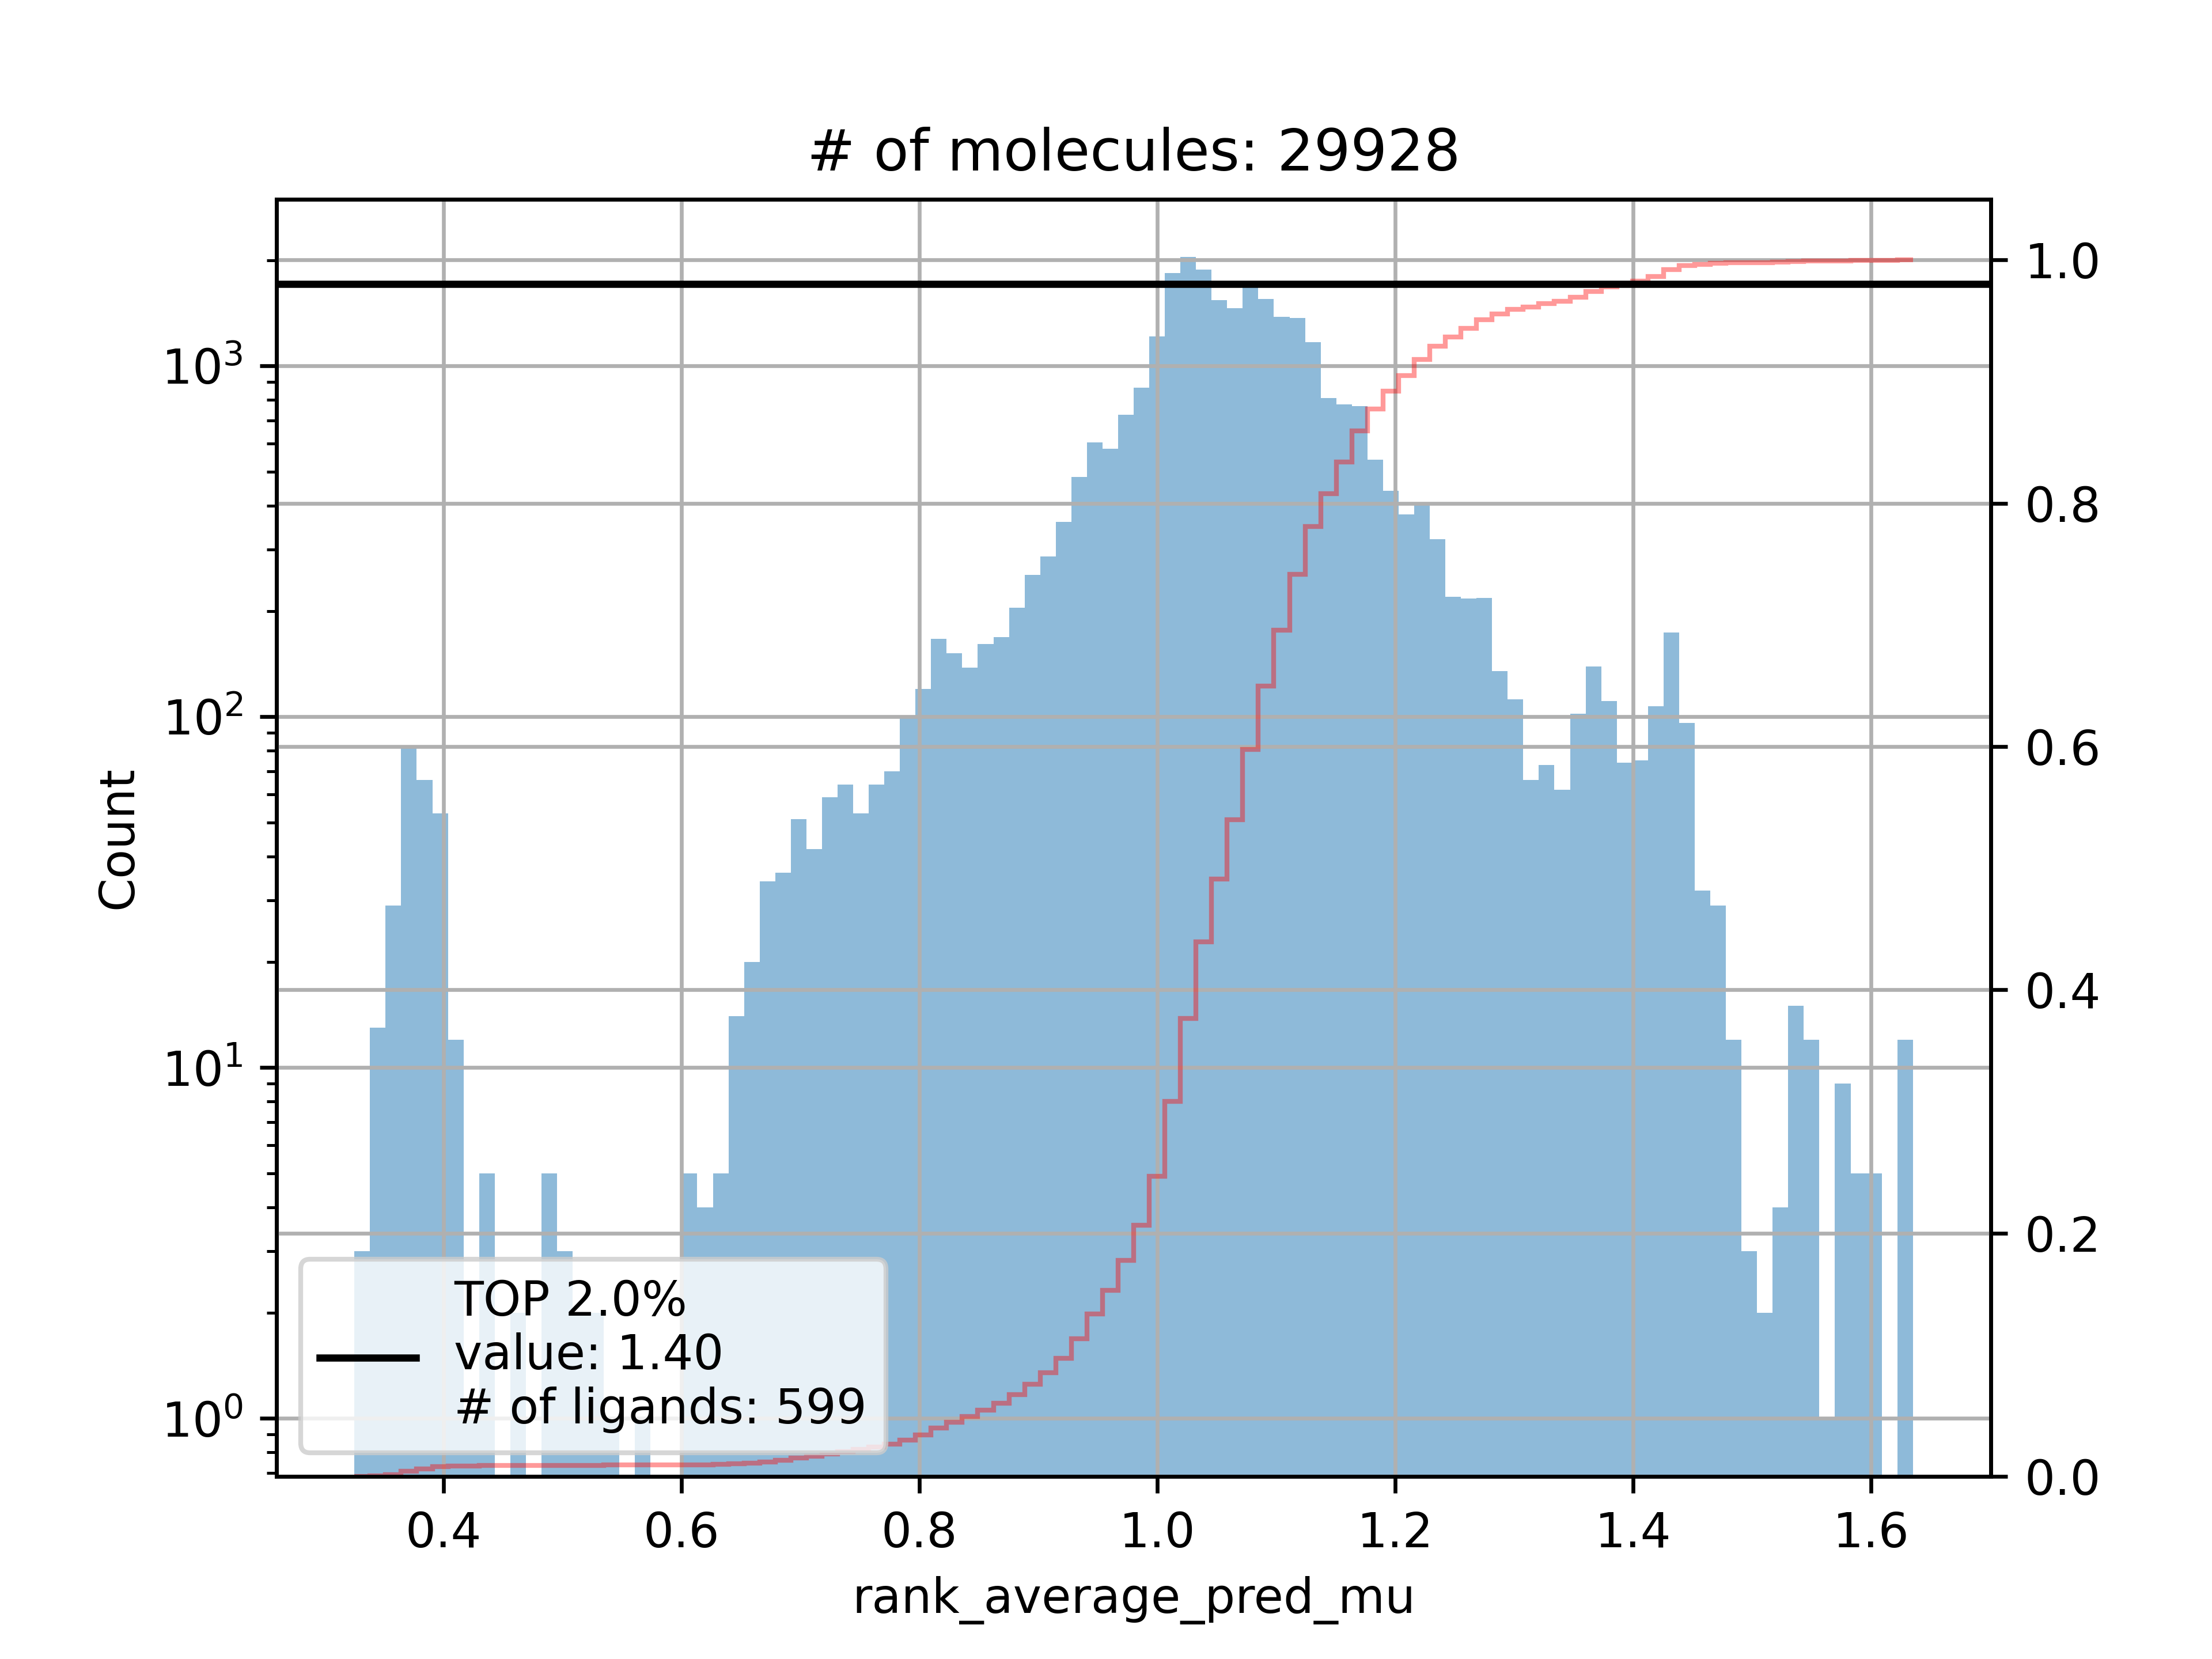 # of molecules: 29928
10³
10²
10¹
10⁰
Count
1.0
0.8
0.6
0.4
0.2
0.0
TOP 2.0%
value: 1.40
# of ligands: 599
0.4 0.6 0.8 1.0 1.2 1.4 1.6
rank_average_pred_mu